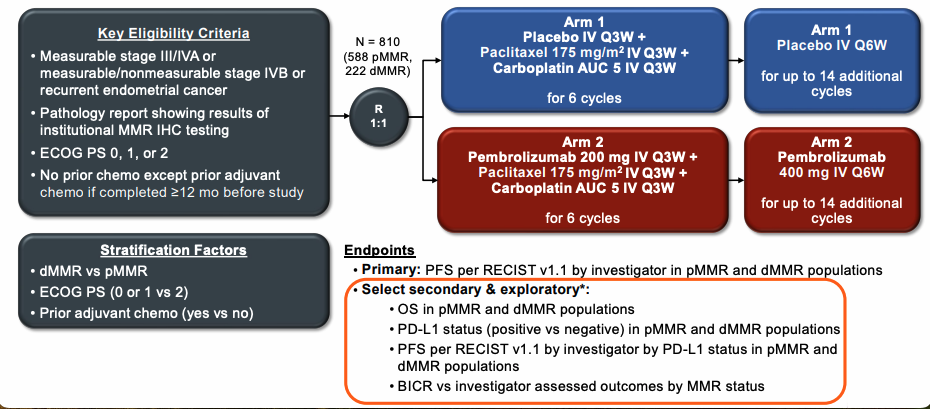 Key Eligibility Criteria
• Measurable stage III/IVA or
measurable/nonmeasurable stage IVB or
recurrent endometrial cancer
• Pathology report showing results of
institutional MMR IHC testing
• ECOG PS 0, 1, or 2
• No prior chemo except prior adjuvant
chemo if completed ≥12 mo before study
N = 810
(588 pMMR,
222 dMMR)
R
1:1
Arm 1
Placebo IV Q3W +
Paclitaxel 175 mg/m² IV Q3W +
Carboplatin AUC 5 IV Q3W
for 6 cycles
Arm 1
Placebo IV Q6W
for up to 14 additional
cycles
Arm 2
Pembrolizumab 200 mg IV Q3W +
Paclitaxel 175 mg/m² IV Q3W +
Carboplatin AUC 5 IV Q3W
for 6 cycles
Arm 2
Pembrolizumab
400 mg IV Q6W
for up to 14 additional
cycles
Stratification Factors
• dMMR vs pMMR
• ECOG PS (0 or 1 vs 2)
• Prior adjuvant chemo (yes vs no)
Endpoints
• Primary: PFS per RECIST v1.1 by investigator in pMMR and dMMR populations
• Select secondary & exploratory*:
• OS in pMMR and dMMR populations
• PD-L1 status (positive vs negative) in pMMR and dMMR populations
• PFS per RECIST v1.1 by investigator by PD-L1 status in pMMR and
dMMR populations
• BICR vs investigator assessed outcomes by MMR status